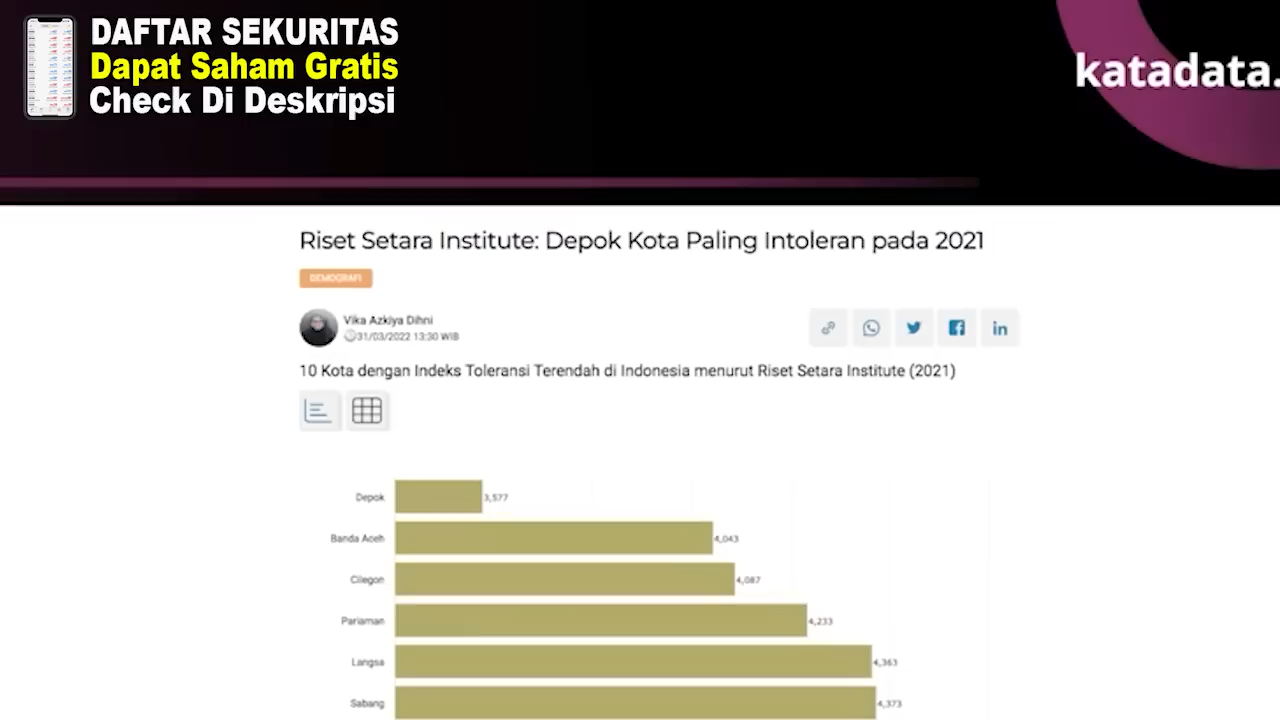 DAFTAR SEKURITAS
Dapat Saham Gratis
Check Di Deskripsi
katadata.
Riset Setara Institute: Depok Kota Paling Intoleran pada 2021
DEMOGRAFI
Vika Azkiya Dihni
31/03/2022 13:30 WIB
10 Kota dengan Indeks Toleransi Terendah di Indonesia menurut Riset Setara Institute (2021)
Depok 3,577
Banda Aceh 4,043
Cilegon 4,087
Pariaman 4,233
Langsa 4,363
Sabang 4,373